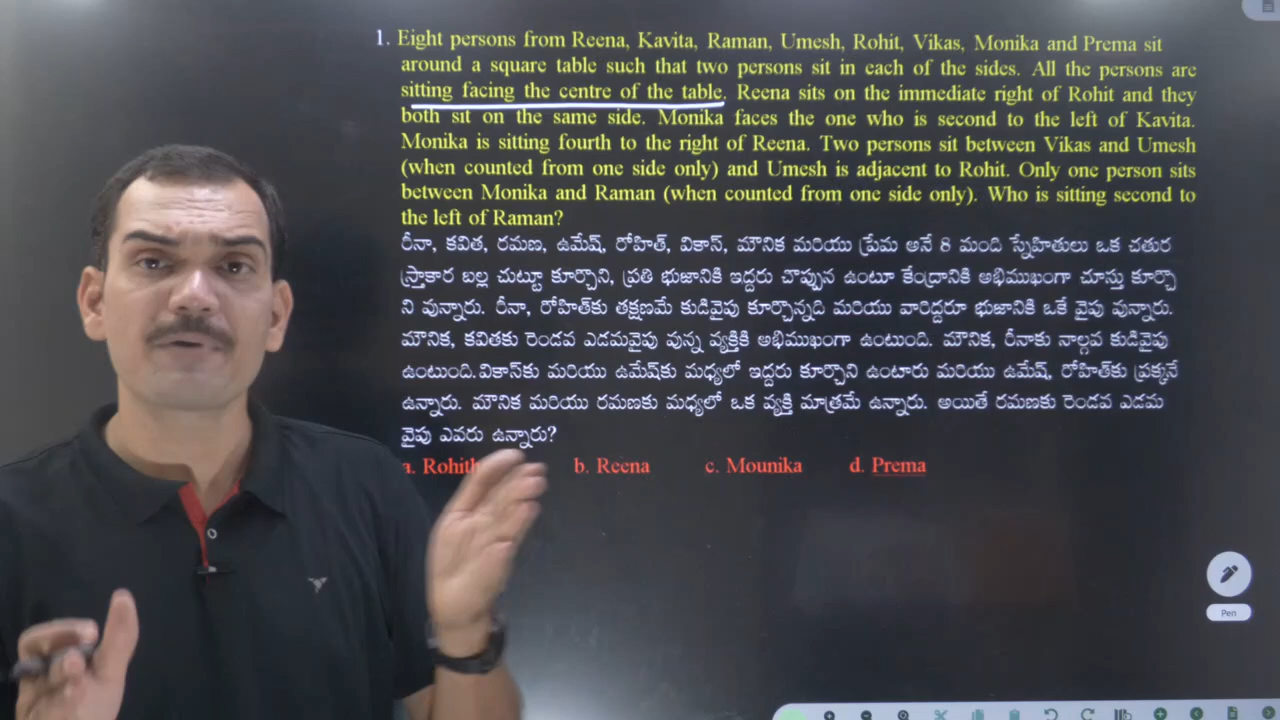 1. Eight persons from Reena, Kavita, Raman, Umesh, Rohit, Vikas, Monika and Prema sit
around a square table such that two persons sit in each of the sides. All the persons are
sitting facing the centre of the table. Reena sits on the immediate right of Rohit and they
both sit on the same side. Monika faces the one who is second to the left of Kavita.
Monika is sitting fourth to the right of Reena. Two persons sit between Vikas and Umesh
(when counted from one side only) and Umesh is adjacent to Rohit. Only one person sits
between Monika and Raman (when counted from one side only). Who is sitting second to
the left of Raman?
రీనా, కవిత, రమణ, ఉమేష్, రోహిత్, వికాస్, మౌనిక మరియు ప్రేమ అనే 8 మంది స్నేహితులు ఒక చతుర
స్రాకార బల్ల చుట్టూ కూర్చొని, ప్రతి భుజానికి ఇద్దరు చొప్పున ఉంటూ కేంద్రానికి అభిముఖంగా చూస్తు కూర్చొ
ని వున్నారు. రీనా, రోహిత్‌కు తక్షణమే కుడివైపు కూర్చొన్నది మరియు వారిద్దరూ భుజానికి ఒకే వైపు వున్నారు.
మౌనిక, కవితకు రెండవ ఎడమవైపు వున్న వ్యక్తికి అభిముఖంగా ఉంటుంది. మౌనిక, రీనాకు నాల్గవ కుడివైపు
ఉంటుంది. వికాస్‌కు మరియు ఉమేష్‌కు మధ్యలో ఇద్దరు కూర్చొని ఉంటారు మరియు ఉమేష్, రోహిత్‌కు ప్రక్కనే
ఉన్నారు. మౌనిక మరియు రమణకు మధ్యలో ఒక వ్యక్తి మాత్రమే ఉన్నారు. అయితే రమణకు రెండవ ఎడమ
వైపు ఎవరు ఉన్నారు?
a. Rohith b. Reena c. Mounika d. Prema
Pen